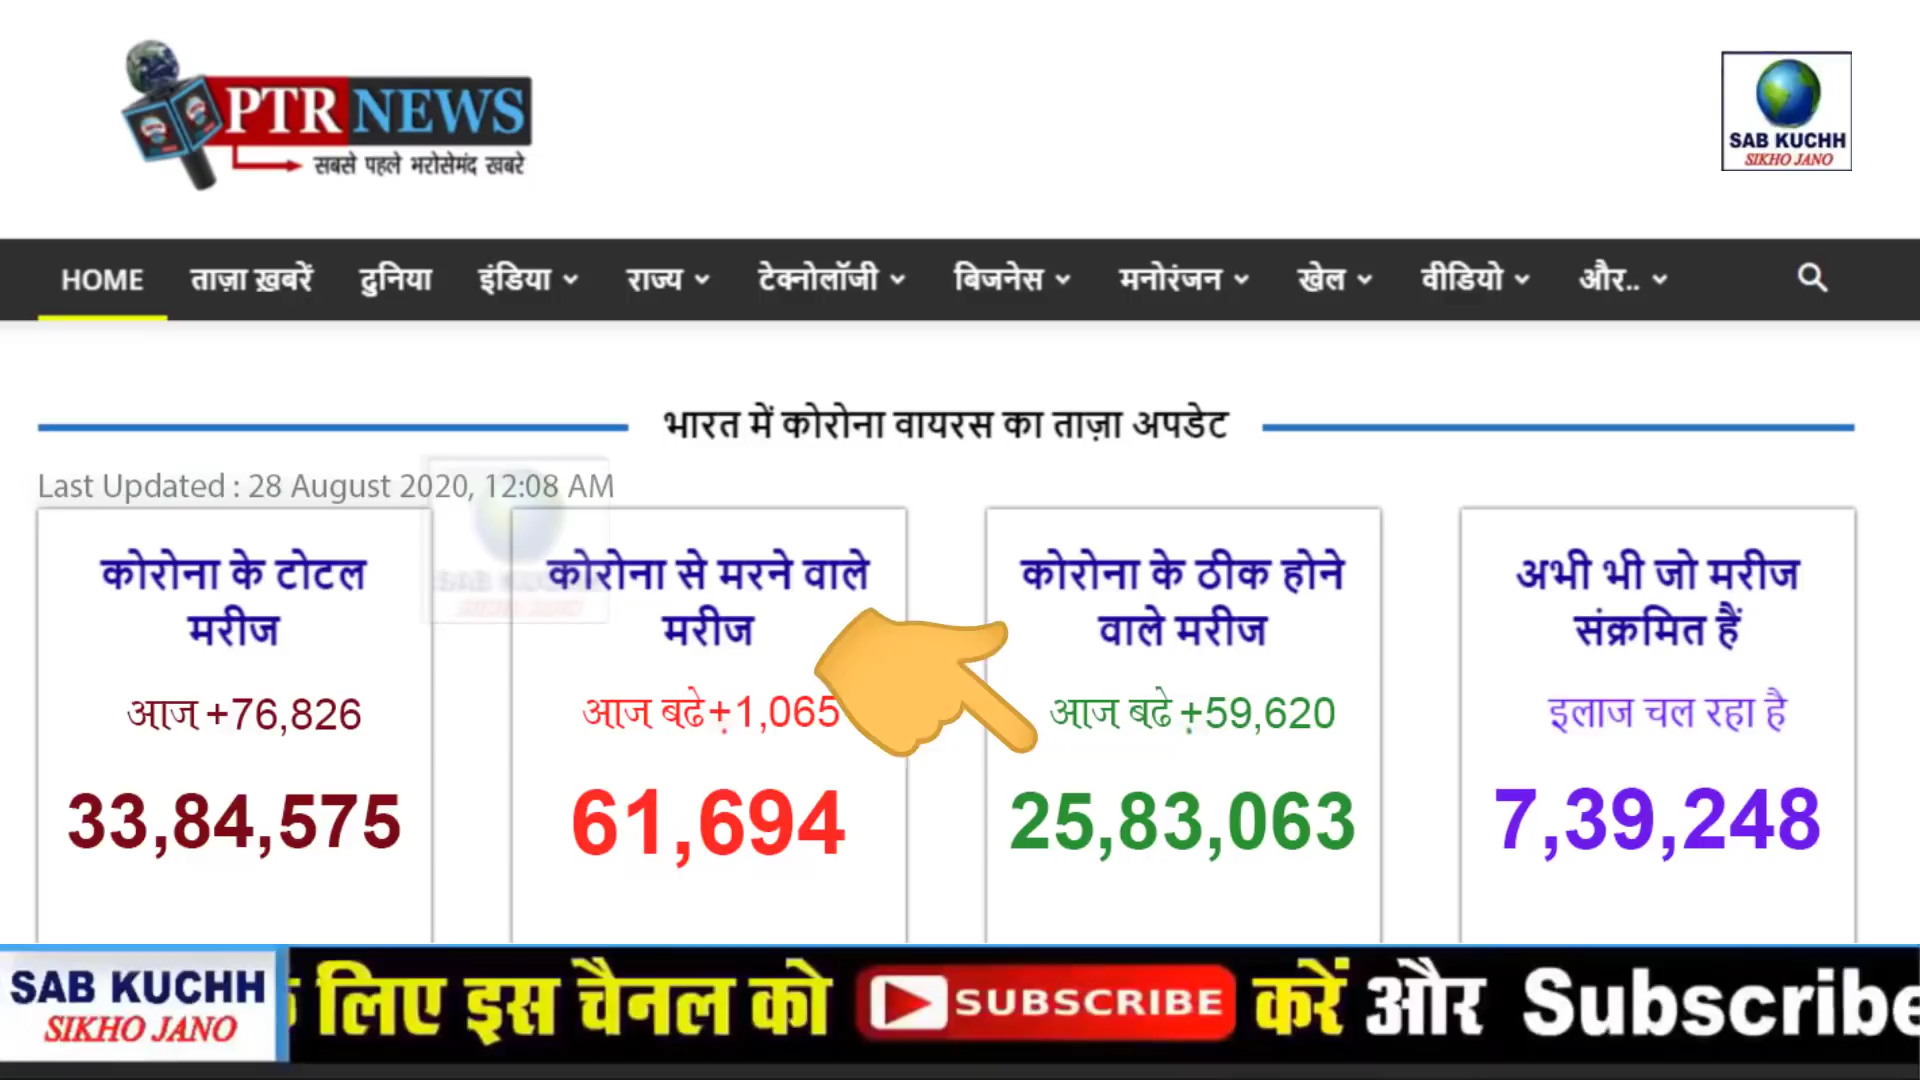 PTR NEWS
सबसे पहले भरोसेमंद खबरे
SAB KUCHH
SIKHO JANO
HOME ताज़ा ख़बरें दुनिया इंडिया राज्य टेक्नोलॉजी बिजनेस मनोरंजन खेल वीडियो और..
भारत में कोरोना वायरस का ताज़ा अपडेट
Last Updated : 28 August 2020, 12:08 AM
कोरोना के टोटल
मरीज
आज +76,826
33,84,575
कोरोना से मरने वाले
मरीज
आज बढे +1,065
61,694
कोरोना के ठीक होने
वाले मरीज
आज बढे +59,620
25,83,063
अभी भी जो मरीज
संक्रमित हैं
इलाज चल रहा है
7,39,248
SAB KUCHH
SIKHO JANO
लिए इस चैनल को SUBSCRIBE करें और Subscribe